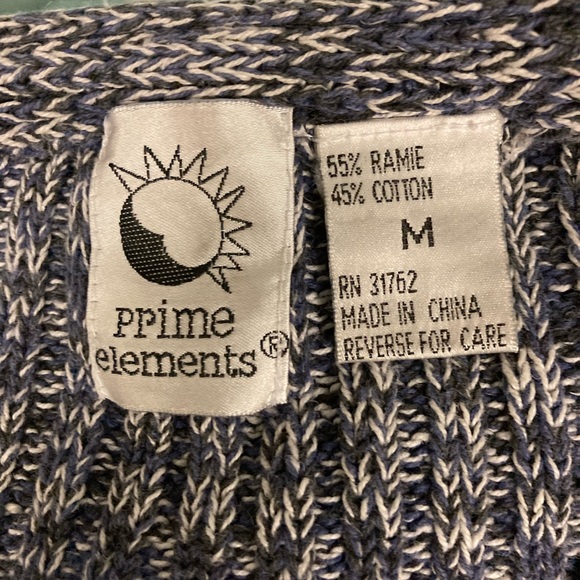 prime
elements®
55% RAMIE
45% COTTON
M
RN 31762
MADE IN CHINA
REVERSE FOR CARE